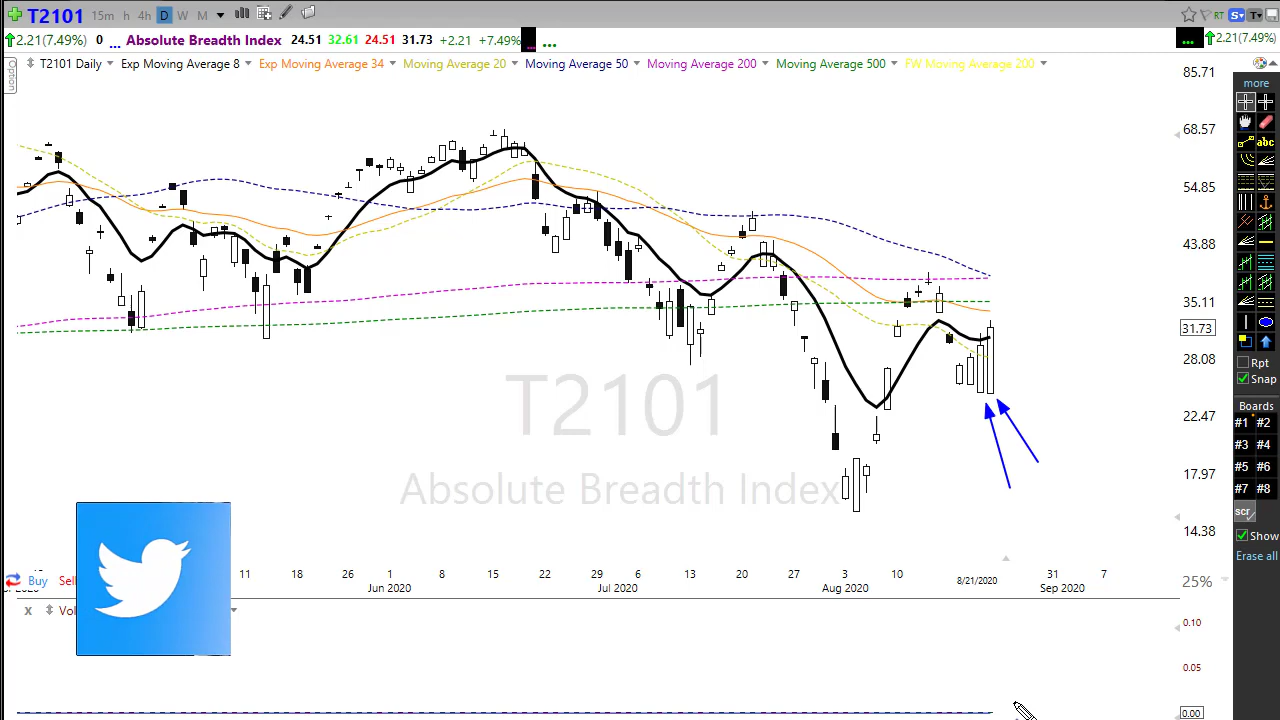 T2101 15m h 4h D W M RT S T
2.21(7.49%) 0 ... Absolute Breadth Index 24.51 32.61 24.51 31.73 +2.21 +7.49% ... ... ... 2.21(7.49%)
Option T2101 Daily Exp Moving Average 8 Exp Moving Average 34 Moving Average 20 Moving Average 50 Moving Average 200 Moving Average 500 FW Moving Average 200
85.71
more
68.57
abc
54.85
43.88
35.11
31.73
28.08
Rpt
Snap
T2101
Absolute Breadth Index
22.47
17.97
14.38
Boards
#1 #2
#3 #4
#5 #6
#7 #8
scr
Show
Erase all
11 18 26 1 8 15 22 29 6 13 20 27 3 10 8/21/2020 31 7
Buy Sell
Jun 2020 Jul 2020 Aug 2020 Sep 2020
25%
x Vol
0.10
0.05
0.00